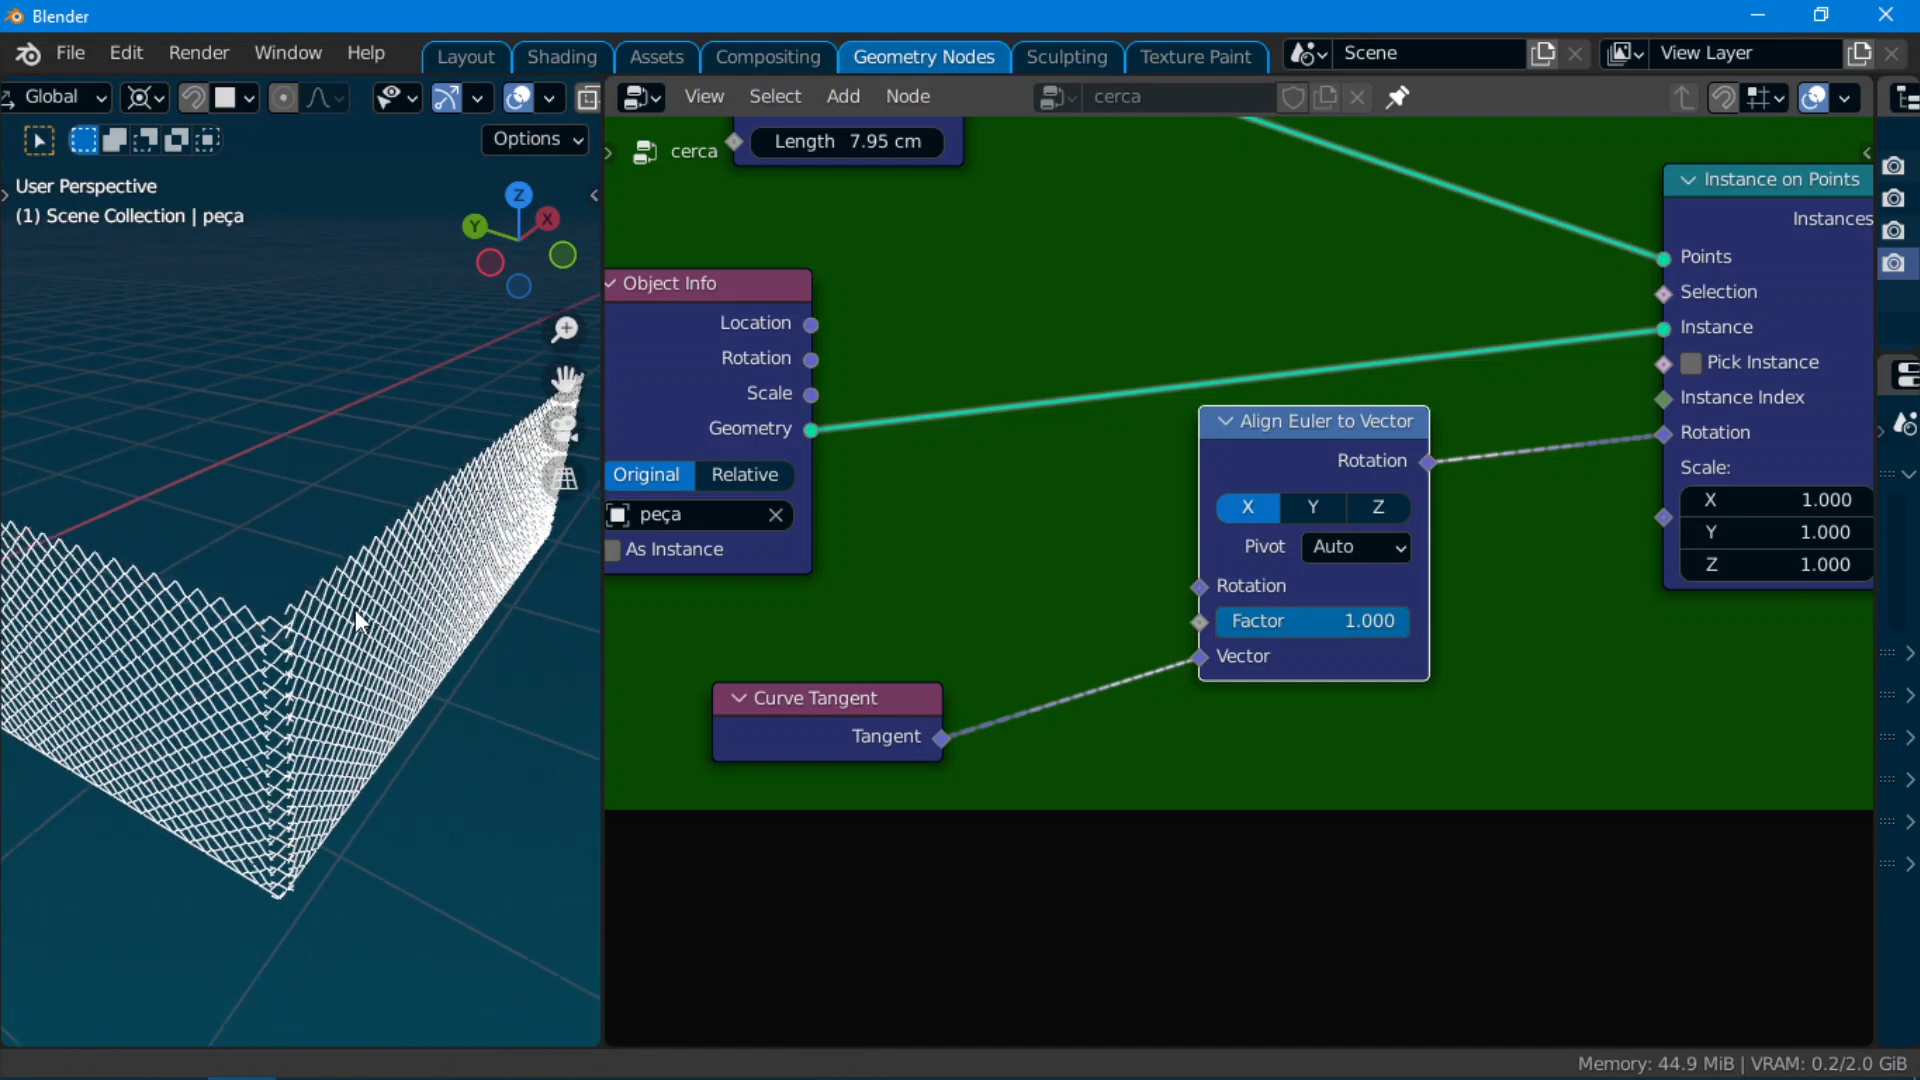 Blender
File Edit Render Window Help
Layout Shading Assets Compositing Geometry Nodes Sculpting Texture Paint
Scene
View Layer
Global
View Select Add Node
cerca
Options
User Perspective
(1) Scene Collection | peça
Z
Y
X
cerca
Length 7.95 cm
Object Info
Location
Rotation
Scale
Geometry
Original Relative
peça
As Instance
Curve Tangent
Tangent
Align Euler to Vector
Rotation
X Y Z
Pivot Auto
Rotation
Factor 1.000
Vector
Instance on Points
Instances
Points
Selection
Instance
Pick Instance
Instance Index
Rotation
Scale:
X 1.000
Y 1.000
Z 1.000
Memory: 44.9 MiB | VRAM: 0.2/2.0 GiB